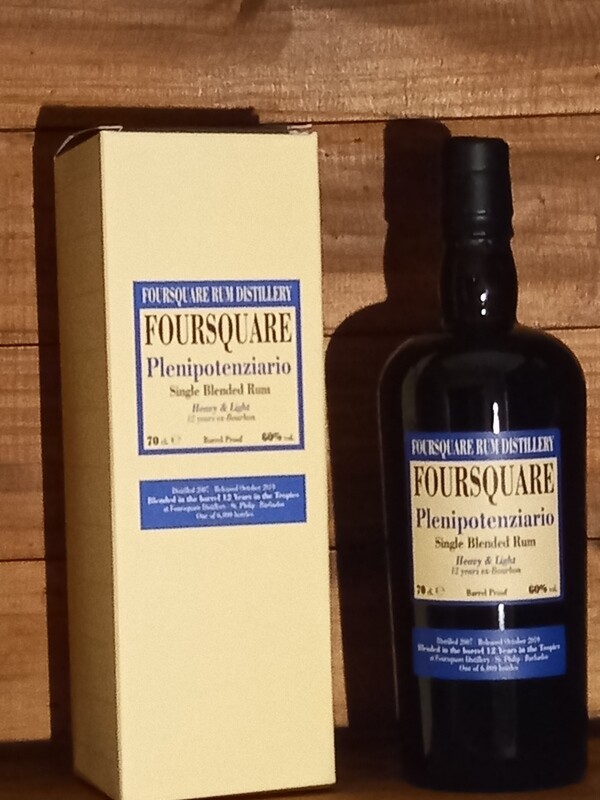 FOURSQUARE RUM DISTILLERY
FOURSQUARE
Plenipotenziario
Single Blended Rum
Heavy & Light
12 years ex-Bourbon
70 cl. e Barrel Proof 60% vol.
Distilled 2007 - Released October 2019
Blended in the barrel 12 Years in the Tropics
at Foursquare Distillery - St. Philip - Barbados
One of 6,000 bottles
FOURSQUARE RUM DISTILLERY
FOURSQUARE
Plenipotenziario
Single Blended Rum
Heavy & Light
12 years ex-Bourbon
70 cl. e Barrel Proof 60% vol.
Distilled 2007 - Released October 2019
Blended in the barrel 12 Years in the Tropics
at Foursquare Distillery - St. Philip - Barbados
One of 6,000 bottles